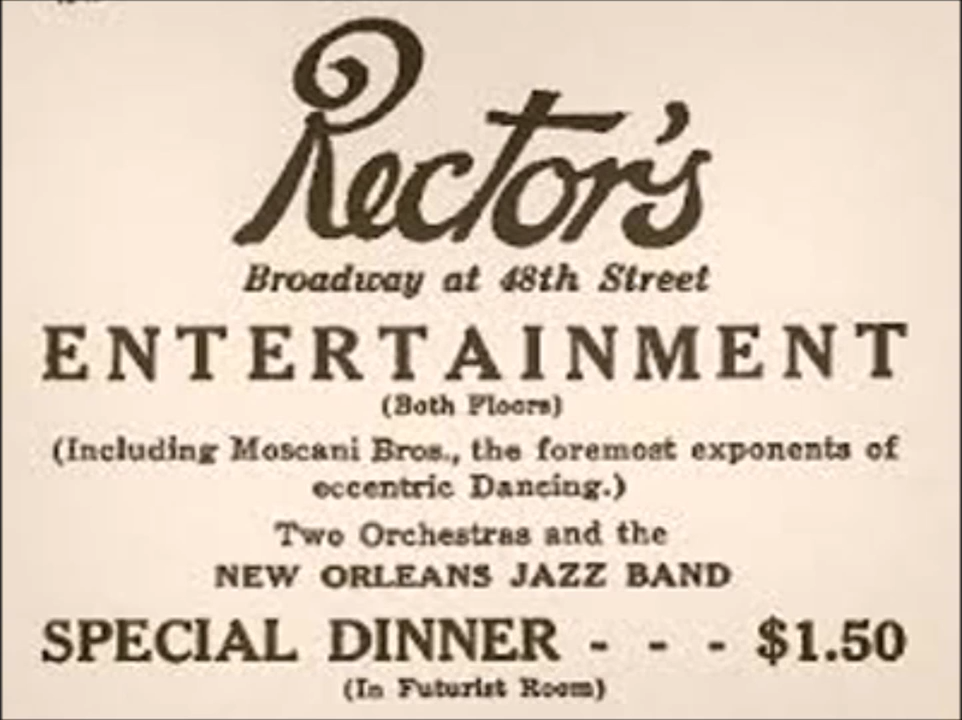 Rector's
Broadway at 48th Street
ENTERTAINMENT
(Both Floors)
(Including Moscani Bros., the foremost exponents of
eccentric Dancing.)
Two Orchestras and the
NEW ORLEANS JAZZ BAND
SPECIAL DINNER - - - $1.50
(In Futurist Room)